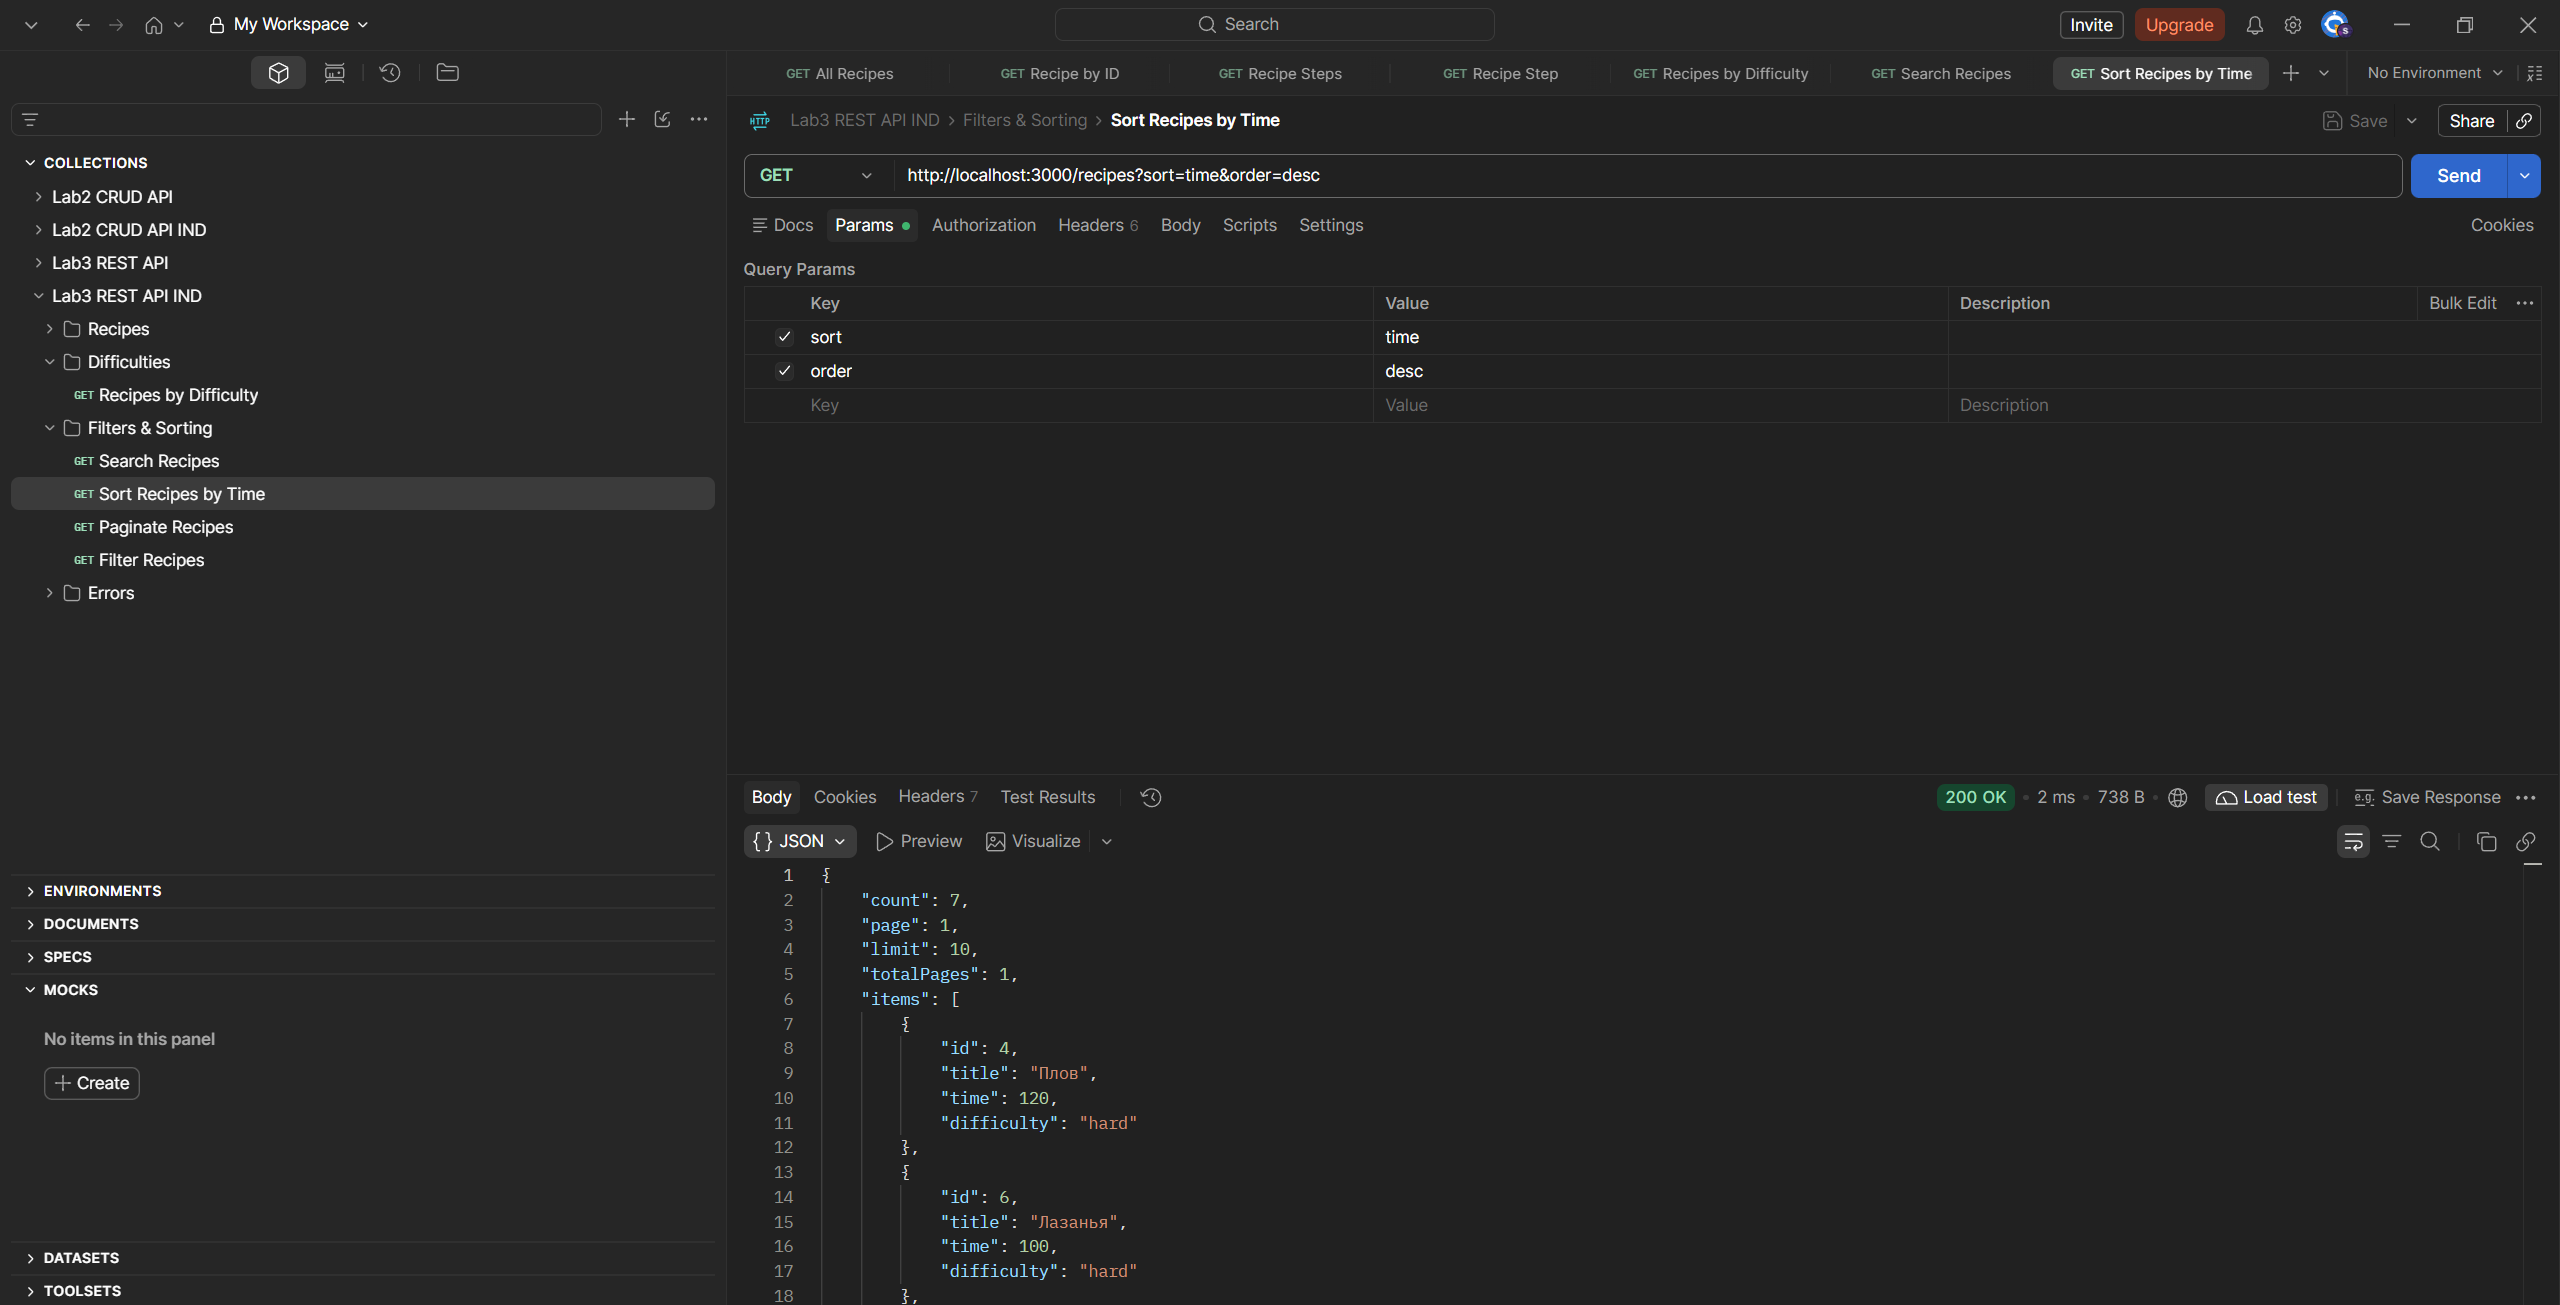 My Workspace
Search
Invite
Upgrade
GET All Recipes
GET Recipe by ID
GET Recipe Steps
GET Recipe Step
GET Recipes by Difficulty
GET Search Recipes
GET Sort Recipes by Time
No Environment
HTTP Lab3 REST API IND > Filters & Sorting > Sort Recipes by Time
Save
Share
COLLECTIONS
Lab2 CRUD API
Lab2 CRUD API IND
Lab3 REST API
Lab3 REST API IND
Recipes
Difficulties
GET Recipes by Difficulty
Filters & Sorting
GET Search Recipes
GET Sort Recipes by Time
GET Paginate Recipes
GET Filter Recipes
Errors
ENVIRONMENTS
DOCUMENTS
SPECS
MOCKS
No items in this panel
Create
DATASETS
TOOLSETS
GET http://localhost:3000/recipes?sort=time&order=desc
Send
Docs Params Authorization Headers 6 Body Scripts Settings
Cookies
Query Params
Key Value Description Bulk Edit
sort time
order desc
Key Value Description
Body Cookies Headers 7 Test Results
200 OK 2 ms 738 B Load test e.g. Save Response
{} JSON Preview Visualize
1 {
2 "count": 7,
3 "page": 1,
4 "limit": 10,
5 "totalPages": 1,
6 "items": [
7 {
8 "id": 4,
9 "title": "Плов",
10 "time": 120,
11 "difficulty": "hard"
12 },
13 {
14 "id": 6,
15 "title": "Лазанья",
16 "time": 100,
17 "difficulty": "hard"
18 },